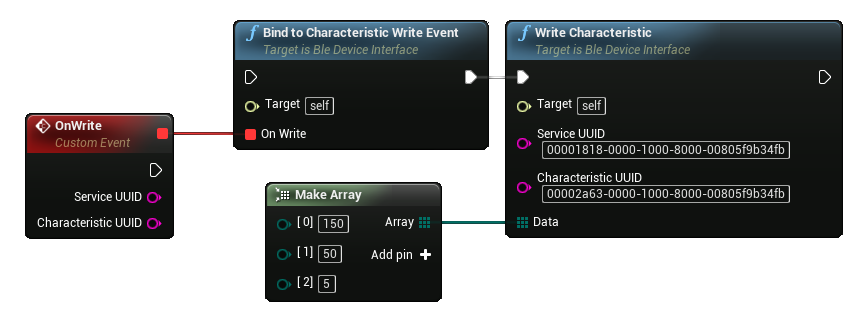 OnWrite
Custom Event
Service UUID
Characteristic UUID
f Bind to Characteristic Write Event
Target is Ble Device Interface
Target self
On Write
Make Array
[0] 150 Array
[1] 50 Add pin +
[2] 5
f Write Characteristic
Target is Ble Device Interface
Target self
Service UUID
00001818-0000-1000-8000-00805f9b34fb
Characteristic UUID
00002a63-0000-1000-8000-00805f9b34fb
Data